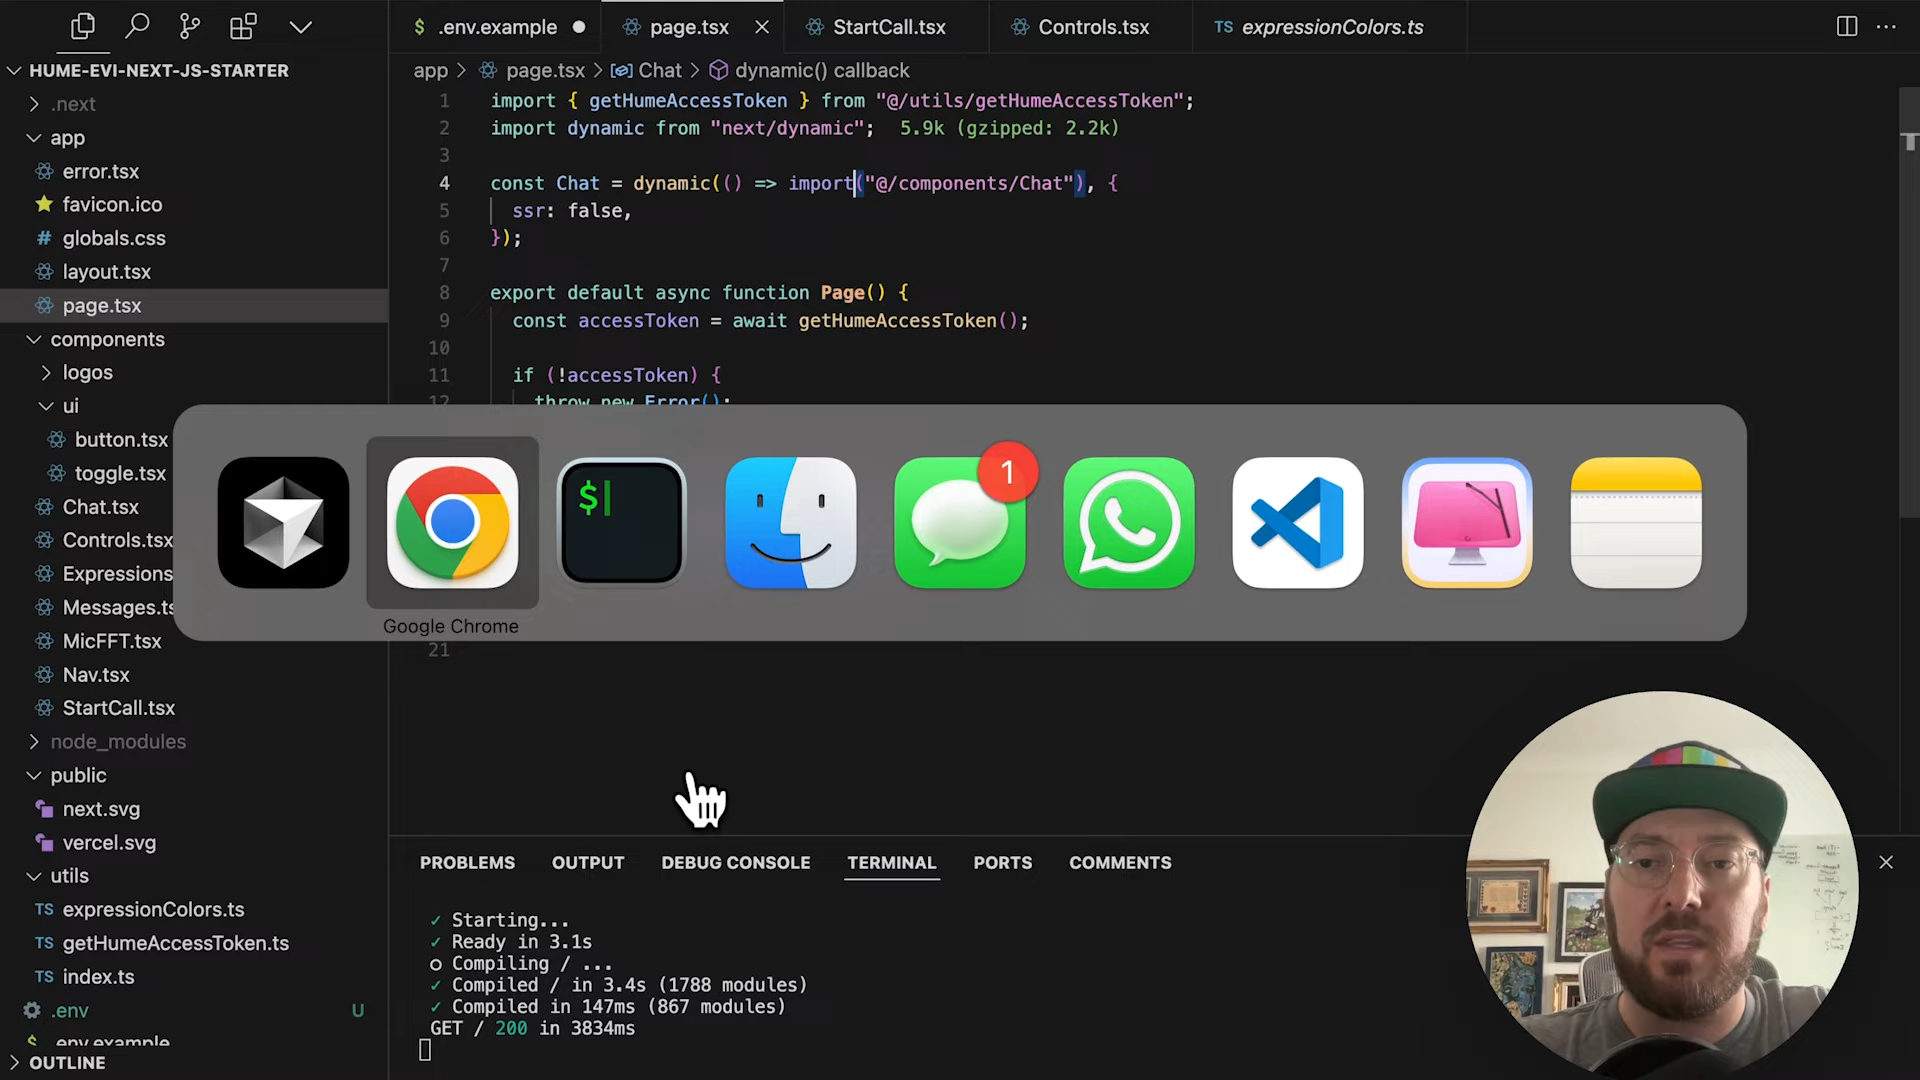 HUME-EVI-NEXT-JS-STARTER
.next
app
error.tsx
favicon.ico
globals.css
layout.tsx
page.tsx
components
logos
ui
button.tsx
toggle.tsx
Chat.tsx
Controls.tsx
Expressions
Messages.ts
MicFFT.tsx
Nav.tsx
StartCall.tsx
node_modules
public
next.svg
vercel.svg
utils
TS expressionColors.ts
TS getHumeAccessToken.ts
TS index.ts
.env U
$ .env.example
OUTLINE
$ .env.example
page.tsx
StartCall.tsx
Controls.tsx
TS expressionColors.ts
app > page.tsx > Chat > dynamic() callback
1 import { getHumeAccessToken } from "@/utils/getHumeAccessToken";
2 import dynamic from "next/dynamic"; 5.9k (gzipped: 2.2k)
3
4 const Chat = dynamic(() => import("@/components/Chat"), {
5 ssr: false,
6 });
7
8 export default async function Page() {
9 const accessToken = await getHumeAccessToken();
10
11 if (!accessToken) {
12 throw new Error();
21
$
1
Google Chrome
PROBLEMS OUTPUT DEBUG CONSOLE TERMINAL PORTS COMMENTS
✓ Starting...
✓ Ready in 3.1s
○ Compiling / ...
✓ Compiled / in 3.4s (1788 modules)
✓ Compiled in 147ms (867 modules)
GET / 200 in 3834ms